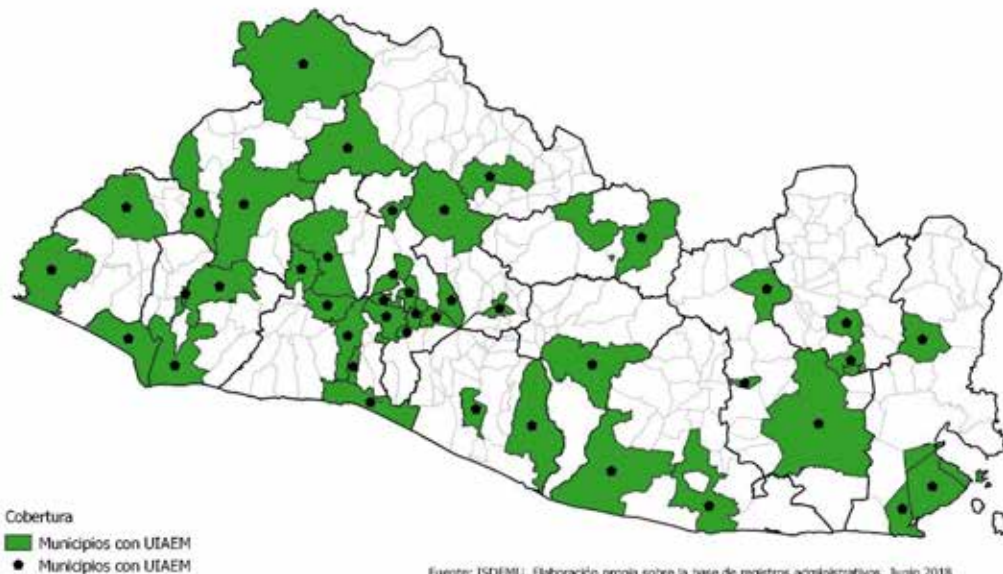 Cobertura
Municipios con UIAEM
Municipios con UIAEM
Fuente: ISDEMU. Elaboración propia sobre la base de registros administrativos. Junio 2018